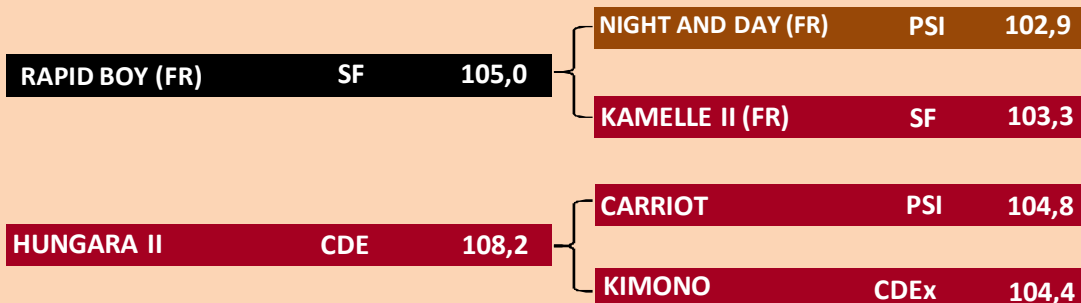 NIGHT AND DAY (FR) PSI 102,9
RAPID BOY (FR) SF 105,0
KAMELLE II (FR) SF 103,3
CARRIOT PSI 104,8
HUNGARA II CDE 108,2
KIMONO CDEx 104,4